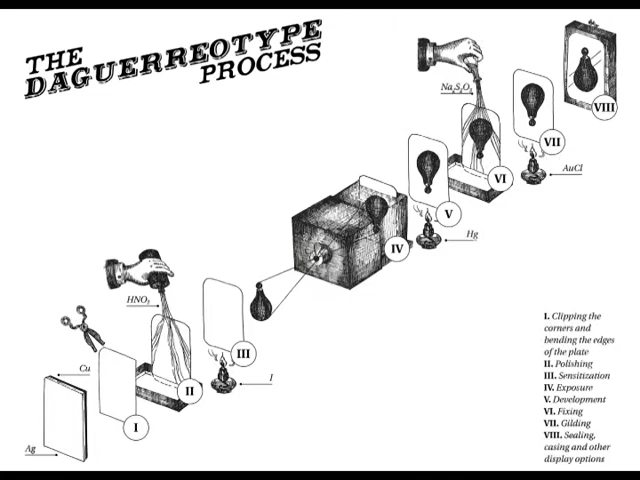 THE
DAGUERREOTYPE
PROCESS
Na₂S₂O₃
VIII
VII
AuCl
VI
V
Hg
IV
HNO₃
III
I
II
Cu
I
Ag
I. Clipping the
corners and
bending the edges
of the plate
II. Polishing
III. Sensitization
IV. Exposure
V. Development
VI. Fixing
VII. Gilding
VIII. Sealing,
casing and other
display options